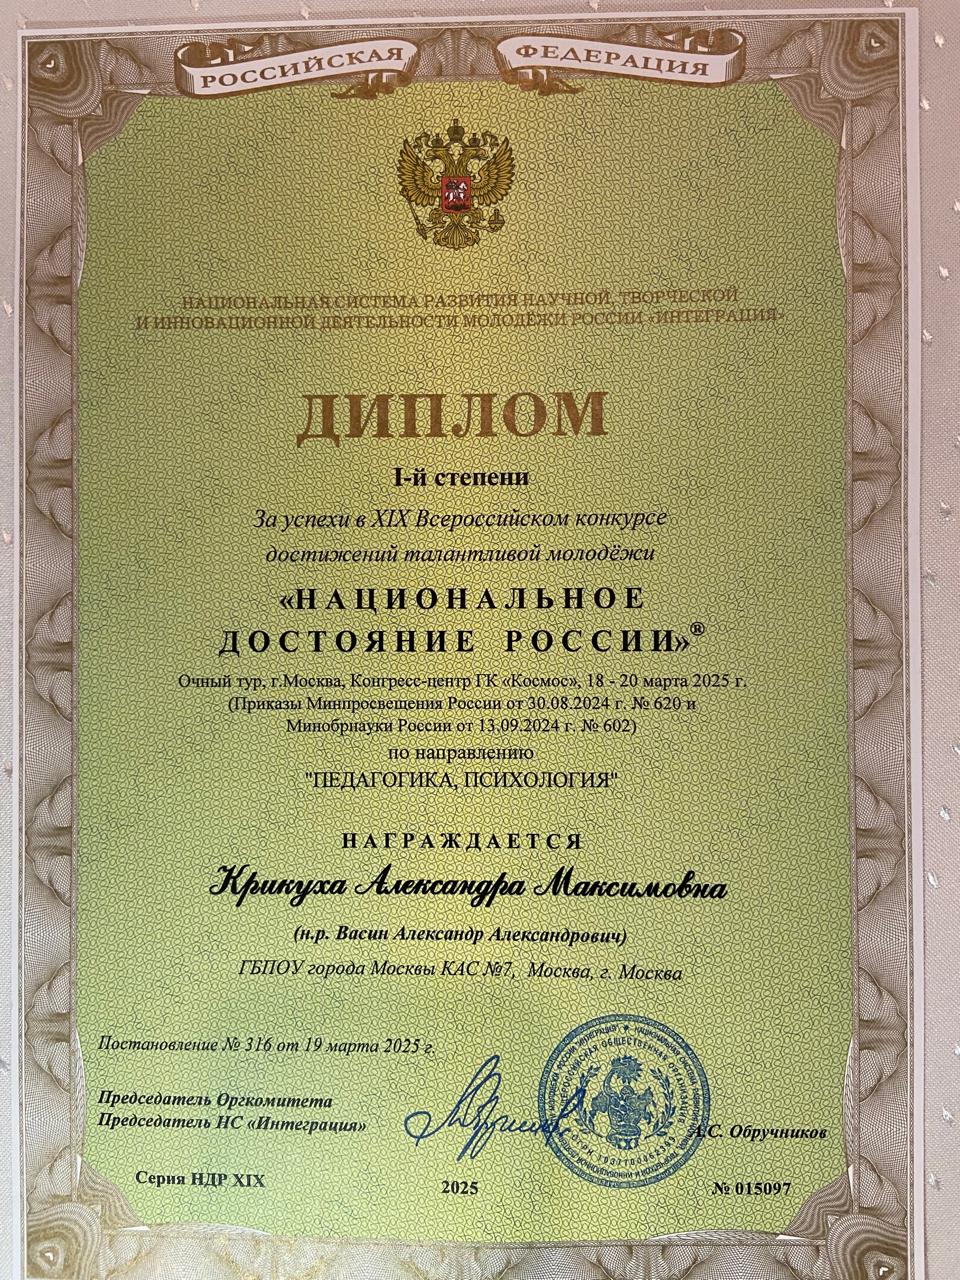 РОССИЙСКАЯ ФЕДЕРАЦИЯ
НАЦИОНАЛЬНАЯ СИСТЕМА РАЗВИТИЯ НАУЧНОЙ, ТВОРЧЕСКОЙ
И ИННОВАЦИОННОЙ ДЕЯТЕЛЬНОСТИ МОЛОДЁЖИ РОССИИ «ИНТЕГРАЦИЯ»
ДИПЛОМ
I-й степени
За успехи в XIX Всероссийском конкурсе
достижений талантливой молодёжи
«НАЦИОНАЛЬНОЕ
ДОСТОЯНИЕ РОССИИ»®
Очный тур, г.Москва, Конгресс-центр ГК «Космос», 18 - 20 марта 2025 г.
(Приказы Минпросвещения России от 30.08.2024 г. № 620 и
Минобрнауки России от 13.09.2024 г. № 602)
по направлению
"ПЕДАГОГИКА, ПСИХОЛОГИЯ"
НАГРАЖДАЕТСЯ
Крикуха Александра Максимовна
(н.р. Васин Александр Александрович)
ГБПОУ города Москвы КАС №7, Москва, г. Москва
Постановление № 316 от 19 марта 2025 г.
Председатель Оргкомитета
Председатель НС «Интеграция»
А.С. Обручников
Серия НДР XIX
2025
№ 015097